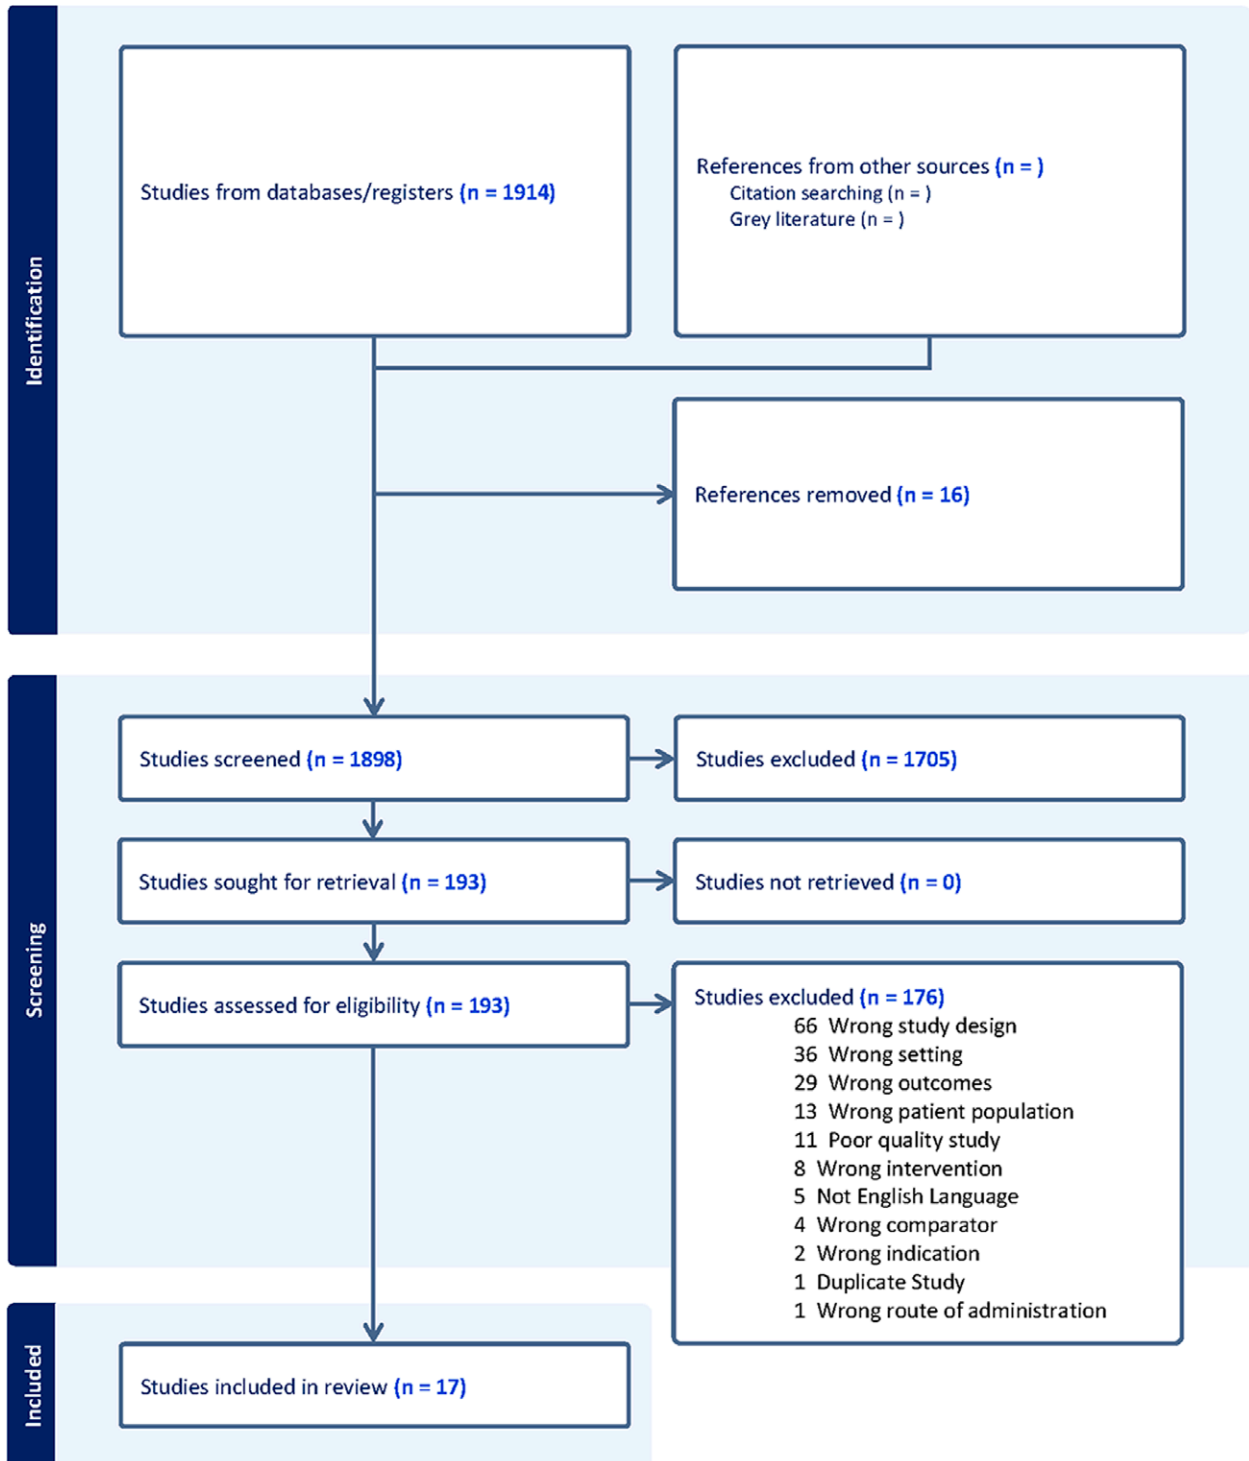 Identification
Studies from databases/registers (n = 1914)
References from other sources (n = )
Citation searching (n = )
Grey literature (n = )
References removed (n = 16)
Screening
Studies screened (n = 1898)
Studies excluded (n = 1705)
Studies sought for retrieval (n = 193)
Studies not retrieved (n = 0)
Studies assessed for eligibility (n = 193)
Studies excluded (n = 176)
66 Wrong study design
36 Wrong setting
29 Wrong outcomes
13 Wrong patient population
11 Poor quality study
8 Wrong intervention
5 Not English Language
4 Wrong comparator
2 Wrong indication
1 Duplicate Study
1 Wrong route of administration
Included
Studies included in review (n = 17)